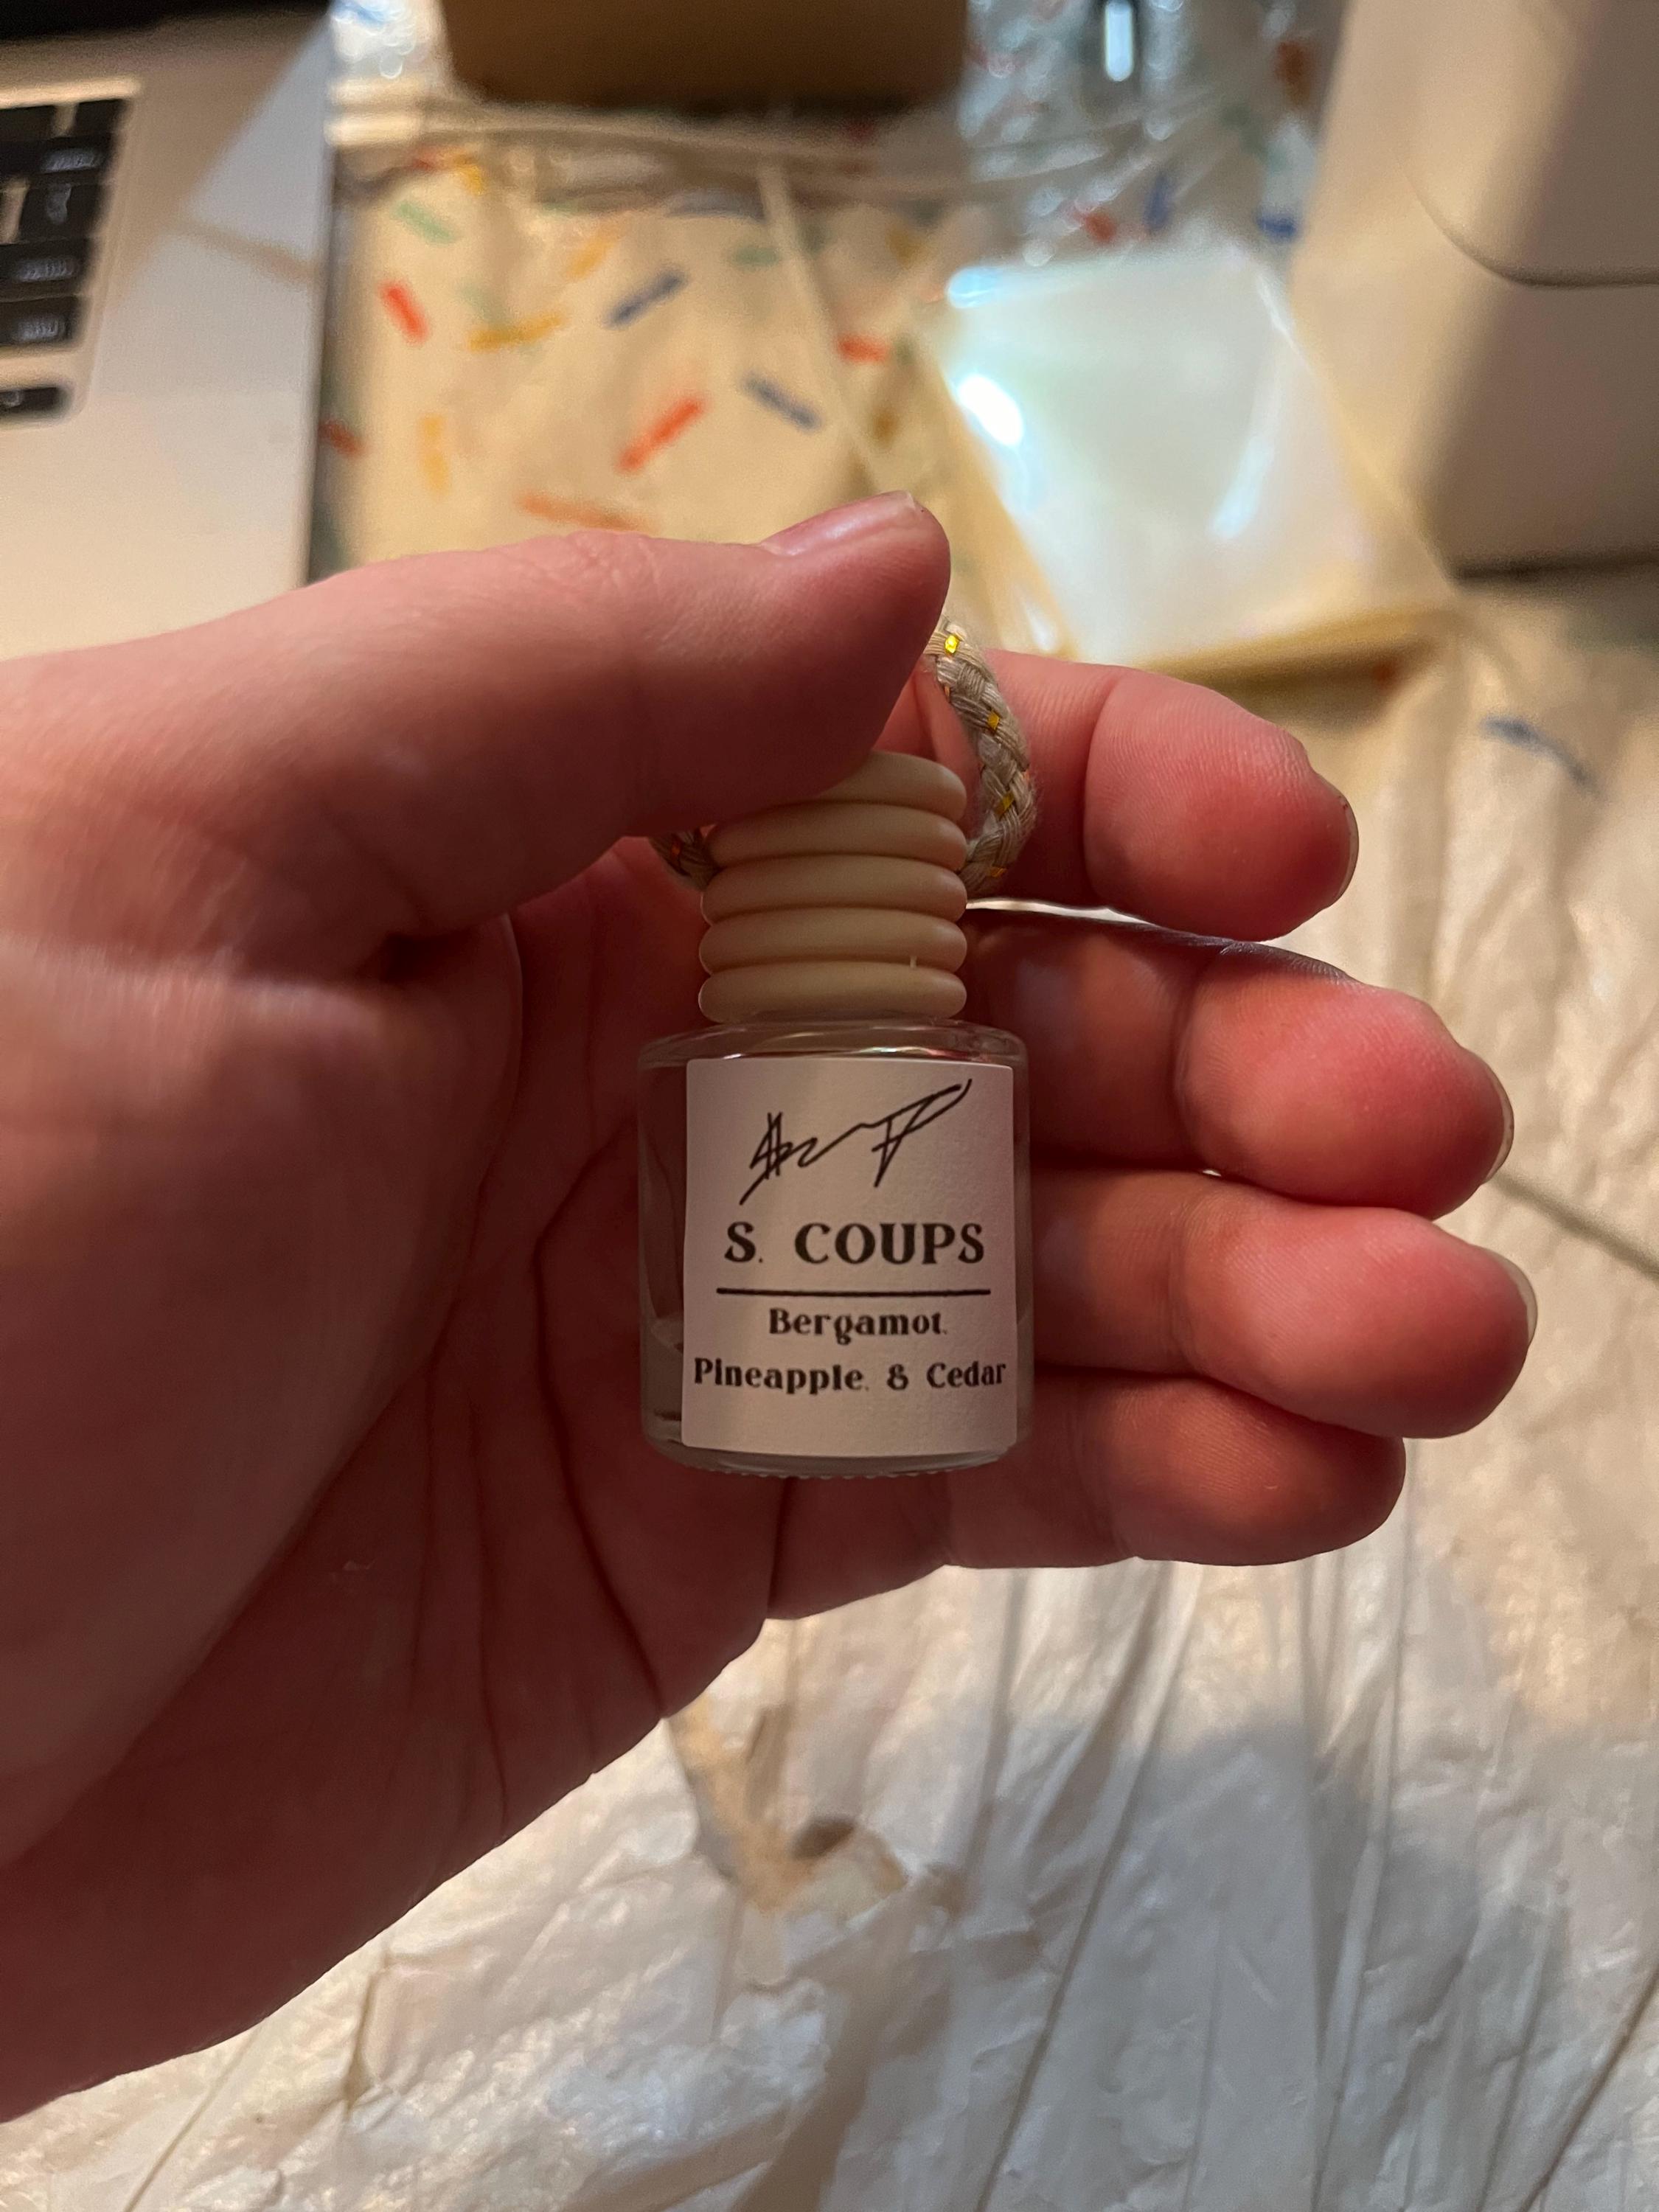 S. COUPS
Bergamot,
Pineapple, & Cedar